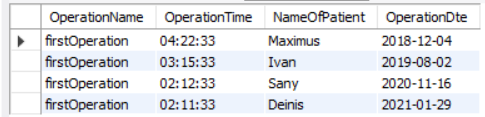 OperationName OperationTime NameOfPatient OperationDte
firstOperation 04:22:33 Maximus 2018-12-04
firstOperation 03:15:33 Ivan 2019-08-02
firstOperation 02:12:33 Sany 2020-11-16
firstOperation 02:11:33 Deinis 2021-01-29